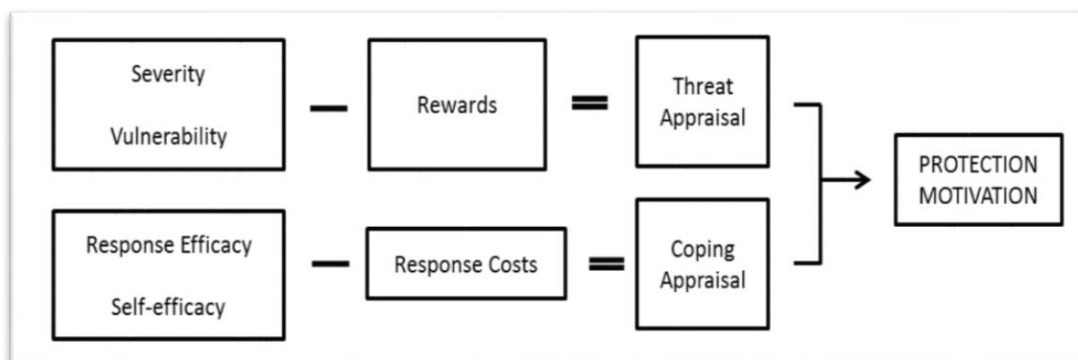 Severity
Vulnerability
Rewards
Threat
Appraisal
PROTECTION
MOTIVATION
Response Efficacy
Self-efficacy
Response Costs
Coping
Appraisal